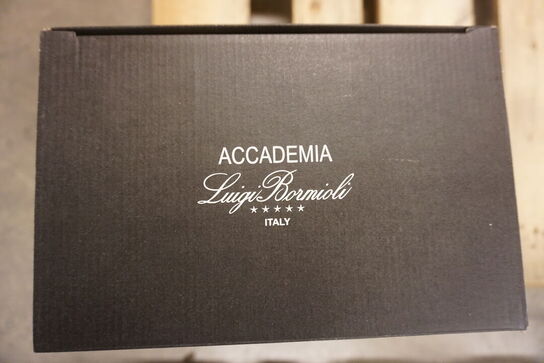 ACCADEMIA
Luigi Bormioli
★★★★★
ITALY